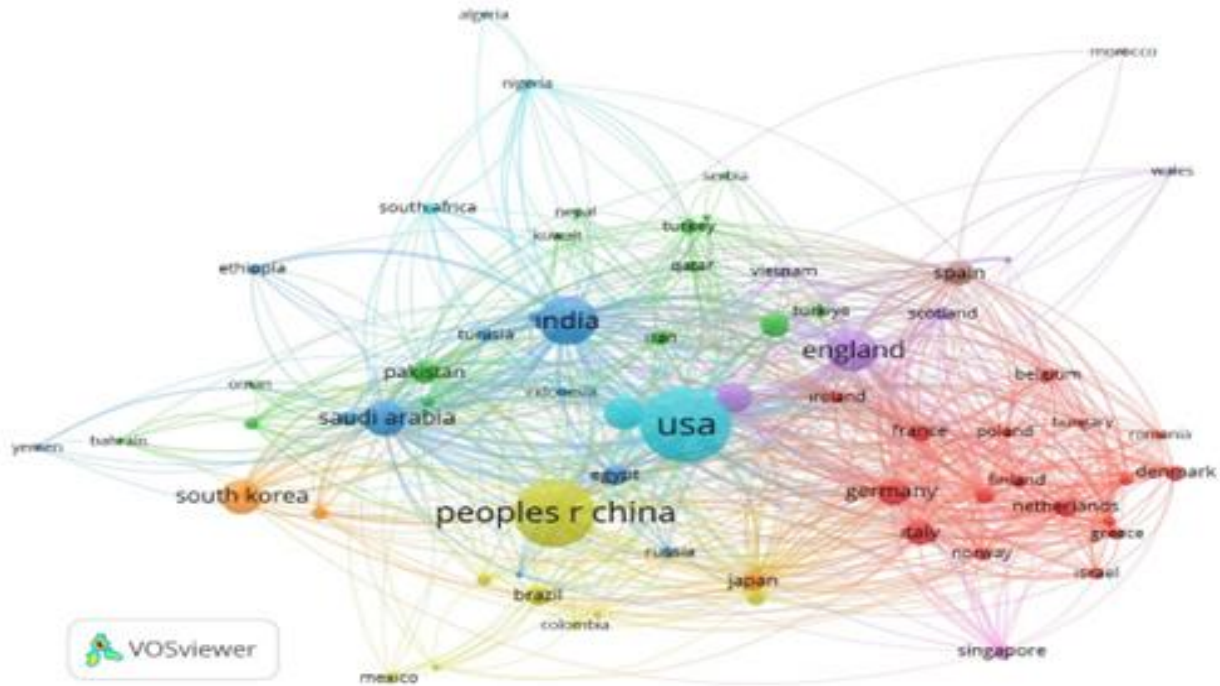 algeria
morocco
nigeria
wales
serbia
south africa
nepal
kuwait
turkey
ethiopia
qatar
vietnam
spain
india
türkiye
scotland
tunisia
iran
england
pakistan
belgium
oman
indonesia
ireland
saudi arabia
usa
france
poland
hungary
romania
yemen
bahrain
egypt
denmark
south korea
germany
finland
peoples r china
netherlands
italy
greece
russia
norway
japan
israel
brazil
colombia
singapore
mexico
VOSviewer